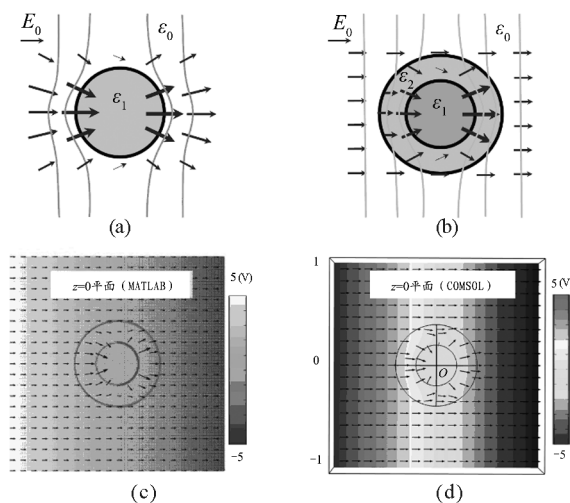 E₀
ε₀
ε₁
(a)
E₀
ε₀
ε₂
ε₁
(b)
z=0平面(MATLAB)
5(V)
-5
(c)
1
0
-1
z=0平面(COMSOL)
O
5(V)
-5
(d)